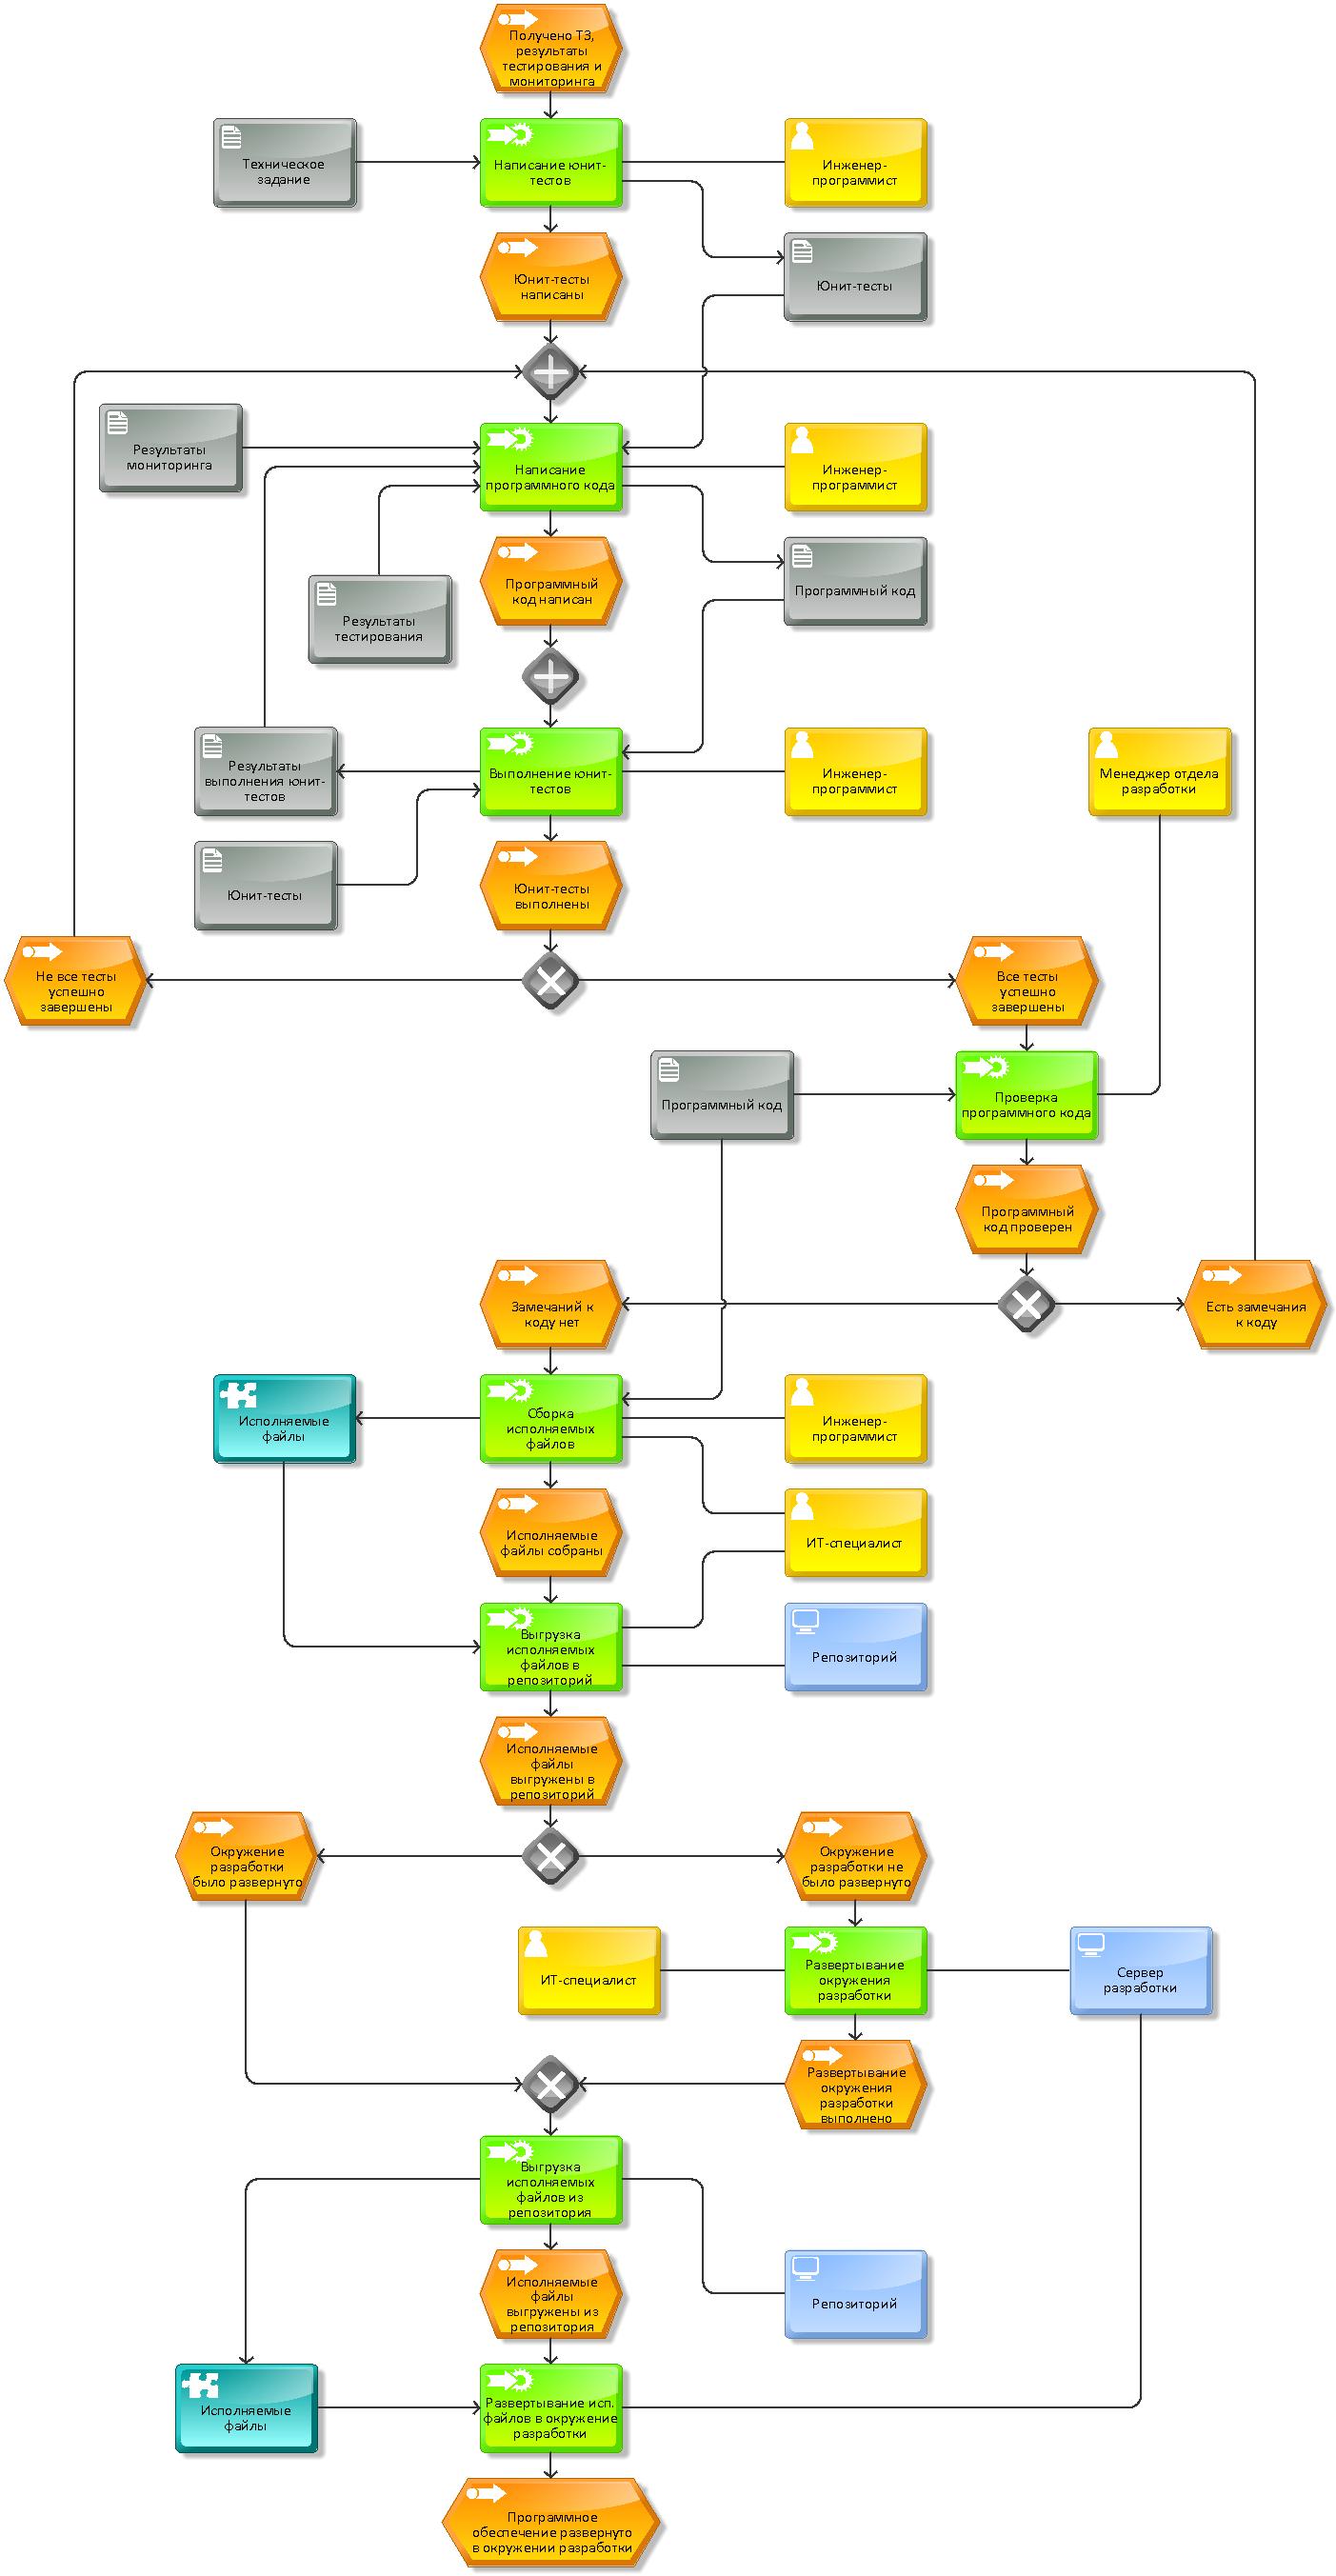 Получено ТЗ,
результаты
тестирования и
мониторинга
Техническое
задание
Написание юнит-
тестов
Инженер-
программист
Юнит-тесты
написаны
Юнит-тесты
Результаты
мониторинга
Написание
программного кода
Инженер-
программист
Программный
код написан
Программный код
Результаты
тестирования
Результаты
выполнения юнит-
тестов
Выполнение юнит-
тестов
Инженер-
программист
Менеджер отдела
разработки
Юнит-тесты
Юнит-тесты
выполнены
Не все тесты
успешно
завершены
Все тесты
успешно
завершены
Программный код
Проверка
программного кода
Программный
код проверен
Замечаний к
коду нет
Есть замечания
к коду
Исполняемые
файлы
Сборка
исполняемых
файлов
Инженер-
программист
Исполняемые
файлы собраны
ИТ-специалист
Выгрузка
исполняемых
файлов в
репозиторий
Репозиторий
Исполняемые
файлы
выгружены в
репозиторий
Окружение
разработки
было развернуто
Окружение
разработки не
было развернуто
ИТ-специалист
Развертывание
окружения
разработки
Сервер
разработки
Развертывание
окружения
разработки
выполнено
Выгрузка
исполняемых
файлов из
репозитория
Исполняемые
файлы
выгружены из
репозитория
Репозиторий
Исполняемые
файлы
Развертывание исп.
файлов в окружение
разработки
Программное
обеспечение развернуто
в окружении разработки